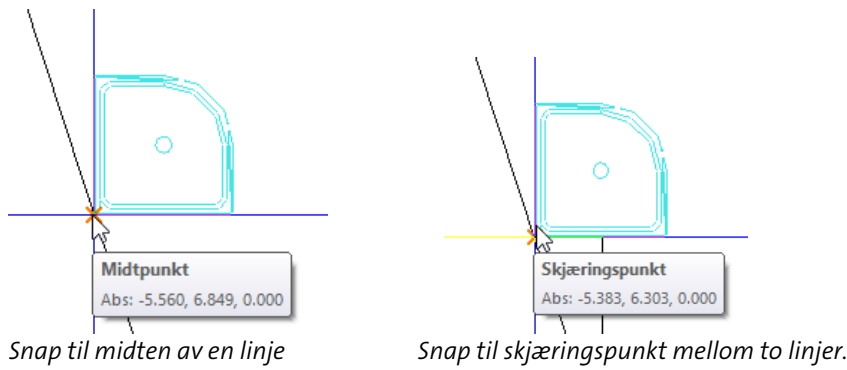 Midtpunkt
Abs: -5.560, 6.849, 0.000
Snap til midten av en linje
Skjæringspunkt
Abs: -5.383, 6.303, 0.000
Snap til skjæringspunkt mellom to linjer.